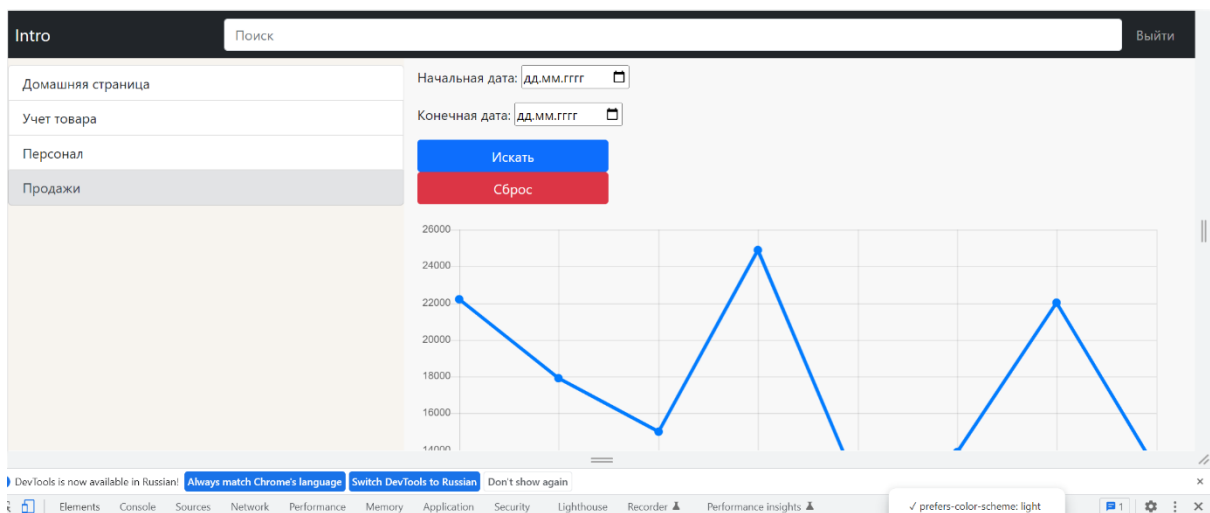 Intro Поиск Выйти
Домашняя страница
Учет товара
Персонал
Продажи
Начальная дата: дд.мм.гггг
Конечная дата: дд.мм.гггг
Искать
Сброс
26000
24000
22000
20000
18000
16000
14000
DevTools is now available in Russian! Always match Chrome's language Switch DevTools to Russian Don't show again
Elements Console Sources Network Performance Memory Application Security Lighthouse Recorder Performance insights ✓ prefers-color-scheme: light 1